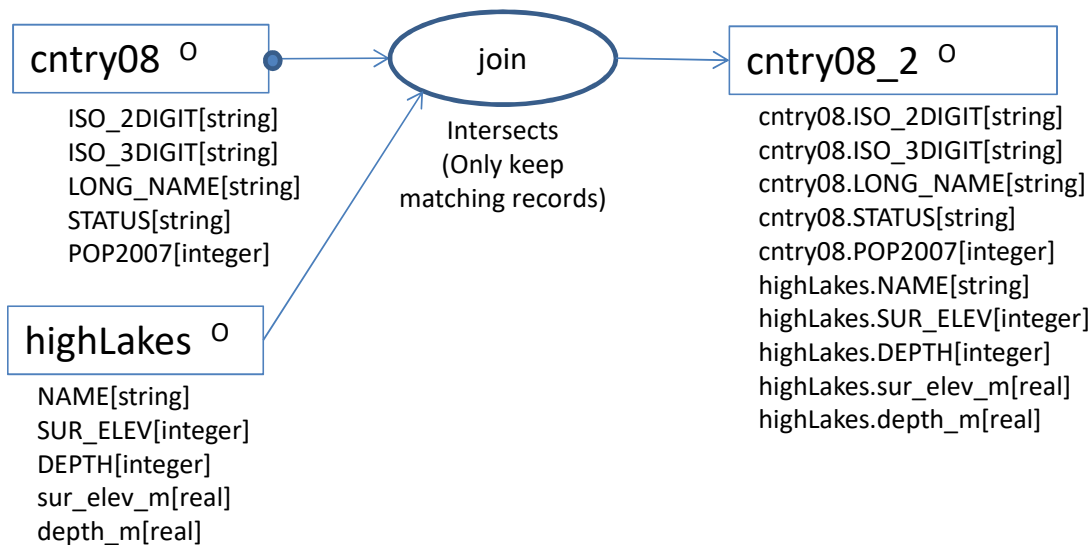 cntry08 O
ISO_2DIGIT[string]
ISO_3DIGIT[string]
LONG_NAME[string]
STATUS[string]
POP2007[integer]
highLakes O
NAME[string]
SUR_ELEV[integer]
DEPTH[integer]
sur_elev_m[real]
depth_m[real]
join
Intersects
(Only keep
matching records)
cntry08_2 O
cntry08.ISO_2DIGIT[string]
cntry08.ISO_3DIGIT[string]
cntry08.LONG_NAME[string]
cntry08.STATUS[string]
cntry08.POP2007[integer]
highLakes.NAME[string]
highLakes.SUR_ELEV[integer]
highLakes.DEPTH[integer]
highLakes.sur_elev_m[real]
highLakes.depth_m[real]